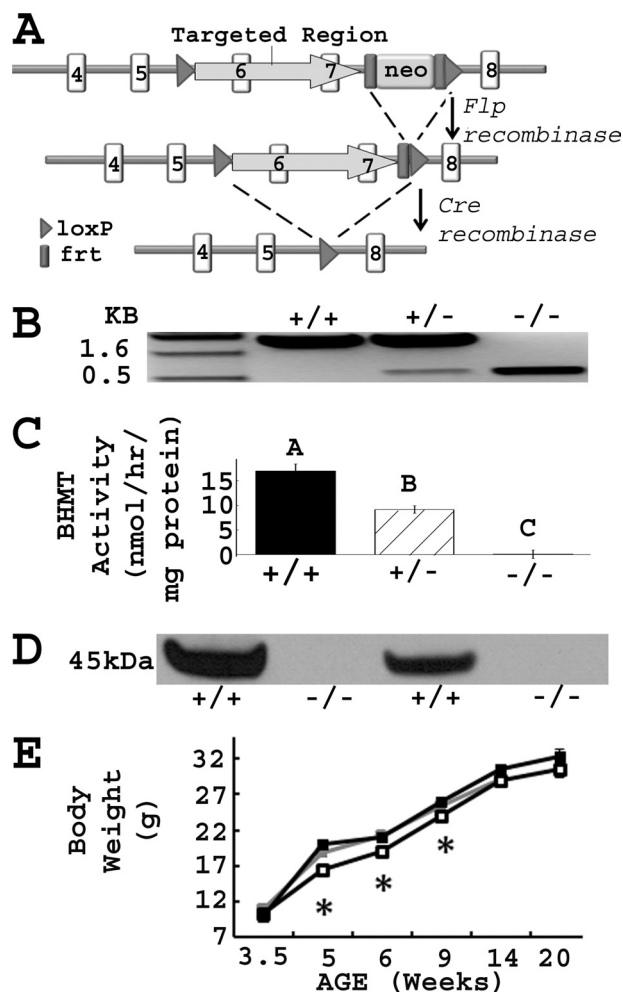 A
Targeted Region
4 5 6 7 neo 8
Flp
recombinase
4 5 6 7 8
Cre
recombinase
loxP
frt
4 5 8
B
KB +/+ +/- -/-
1.6
0.5
C
BHMT
Activity
(nmol/hr/
mg protein)
15
10
5
0
A
B
C
+/+ +/- -/-
D
45kDa
+/+ -/- +/+ -/-
E
Body
Weight
(g)
32
27
22
17
12
7
* * *
3.5 5 6 9 14 20
AGE (Weeks)